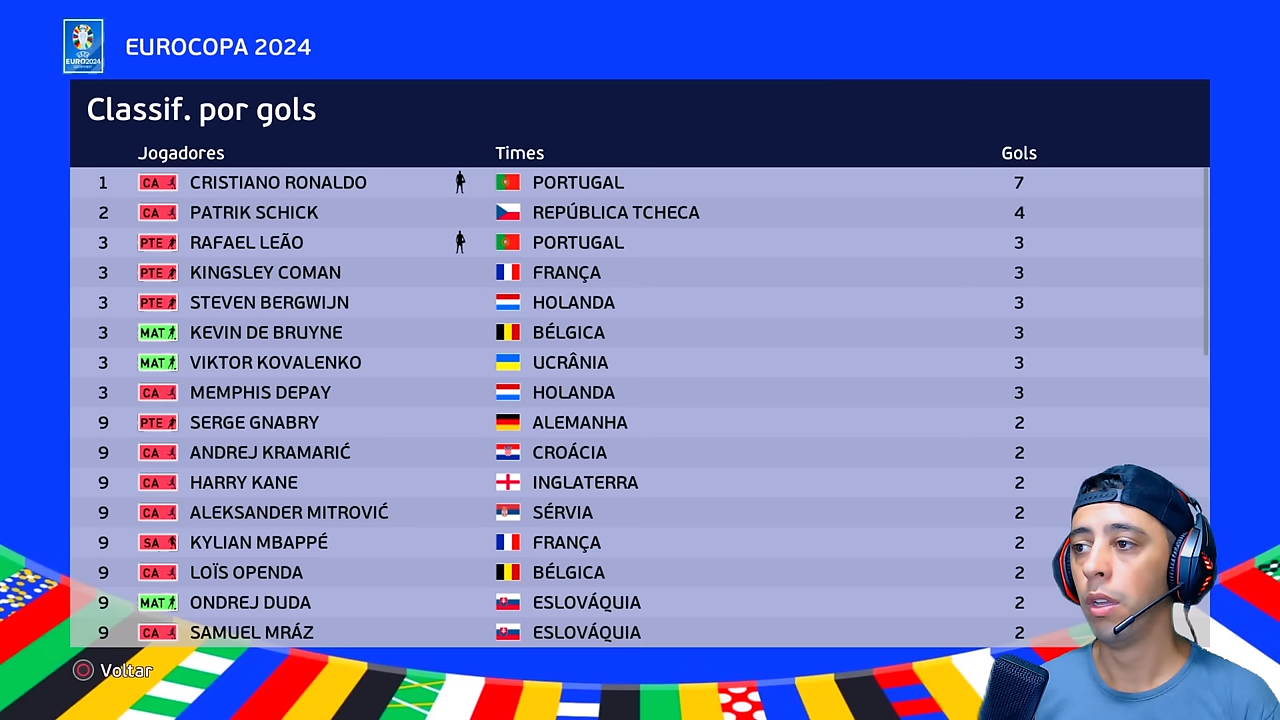 EURO2024
EUROCOPA 2024
Classif. por gols
Jogadores Times Gols
1 CA CRISTIANO RONALDO PORTUGAL 7
2 CA PATRIK SCHICK REPÚBLICA TCHECA 4
3 PTE RAFAEL LEÃO PORTUGAL 3
3 PTE KINGSLEY COMAN FRANÇA 3
3 PTE STEVEN BERGWIJN HOLANDA 3
3 MAT KEVIN DE BRUYNE BÉLGICA 3
3 MAT VIKTOR KOVALENKO UCRÂNIA 3
3 CA MEMPHIS DEPAY HOLANDA 3
9 PTE SERGE GNABRY ALEMANHA 2
9 CA ANDREJ KRAMARIĆ CROÁCIA 2
9 CA HARRY KANE INGLATERRA 2
9 CA ALEKSANDER MITROVIĆ SÉRVIA 2
9 SA KYLIAN MBAPPÉ FRANÇA 2
9 CA LOÏS OPENDA BÉLGICA 2
9 MAT ONDREJ DUDA ESLOVÁQUIA 2
9 CA SAMUEL MRÁZ ESLOVÁQUIA 2
Voltar